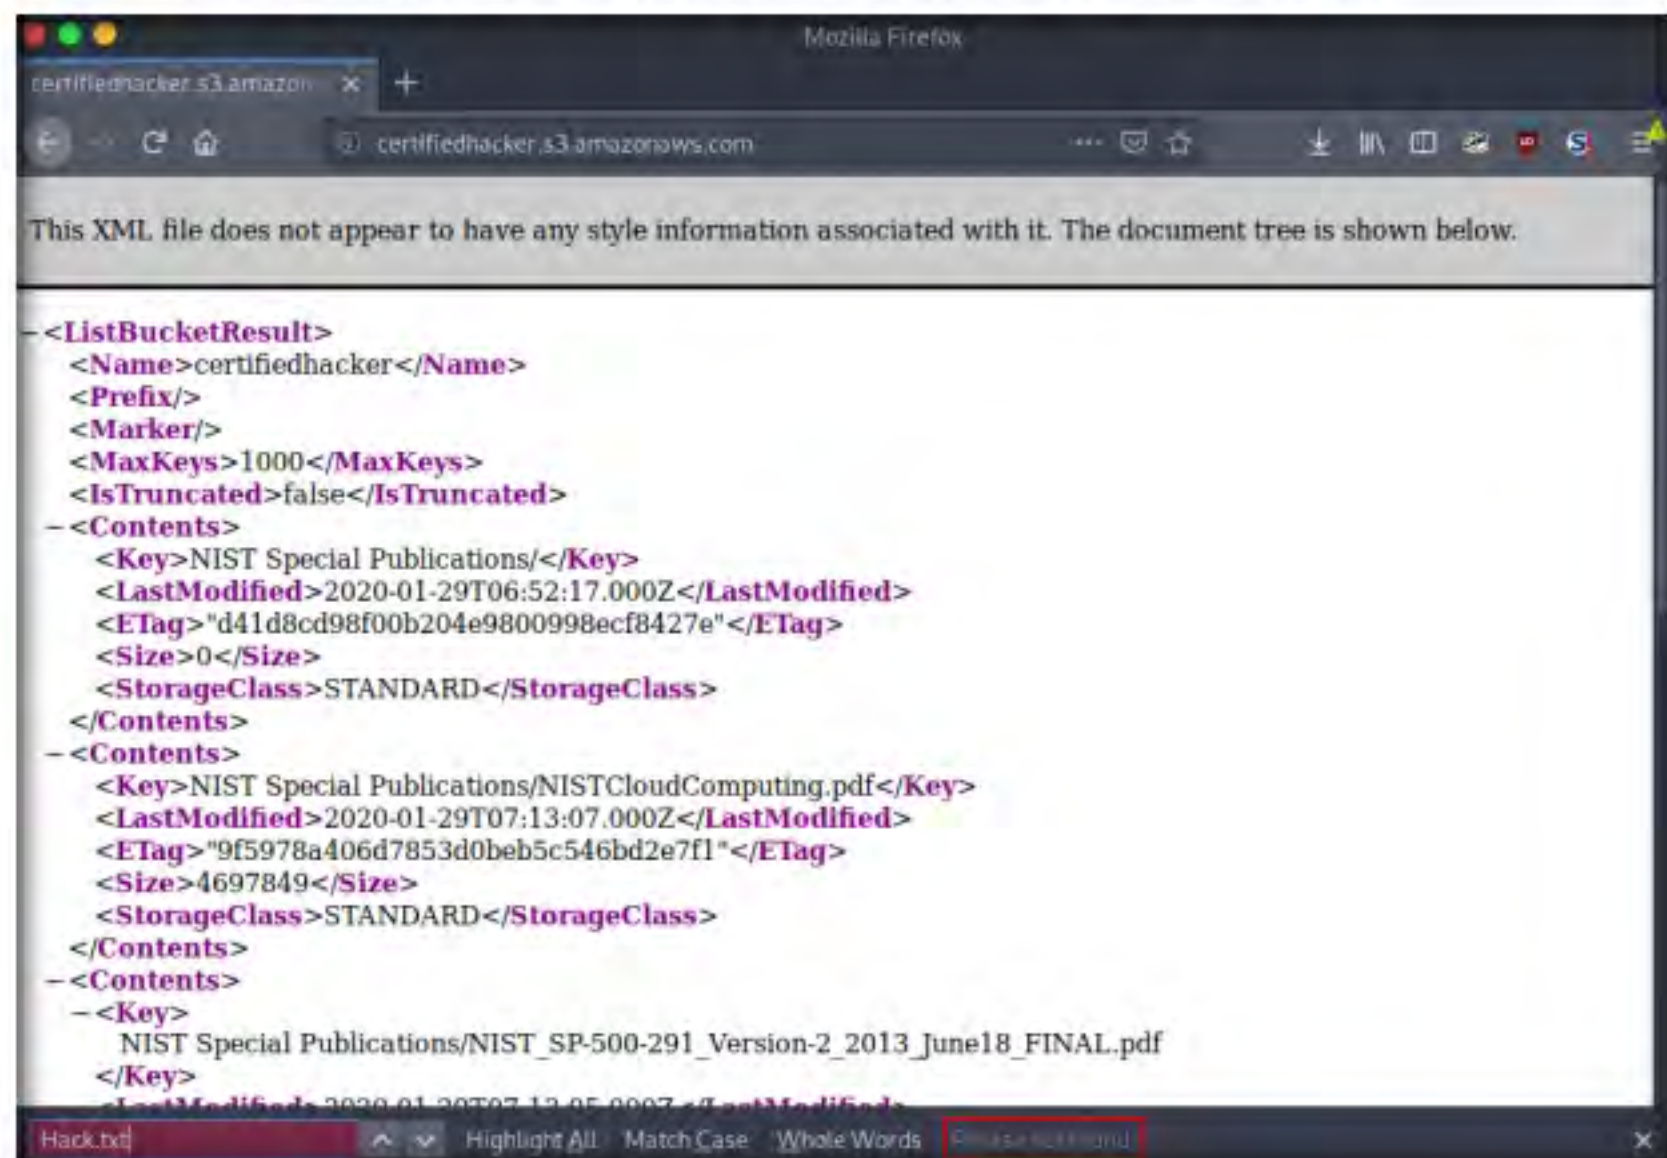 Mozilla Firefox
certifiedhacker.s3.amazon
certifiedhacker.s3.amazonaws.com
This XML file does not appear to have any style information associated with it. The document tree is shown below.
−<ListBucketResult>
<Name>certifiedhacker</Name>
<Prefix/>
<Marker/>
<MaxKeys>1000</MaxKeys>
<IsTruncated>false</IsTruncated>
−<Contents>
<Key>NIST Special Publications/</Key>
<LastModified>2020-01-29T06:52:17.000Z</LastModified>
<ETag>"d41d8cd98f00b204e9800998ecf8427e"</ETag>
<Size>0</Size>
<StorageClass>STANDARD</StorageClass>
</Contents>
−<Contents>
<Key>NIST Special Publications/NISTCloudComputing.pdf</Key>
<LastModified>2020-01-29T07:13:07.000Z</LastModified>
<ETag>"9f5978a406d7853d0beb5c546bd2e7f1"</ETag>
<Size>4697849</Size>
<StorageClass>STANDARD</StorageClass>
</Contents>
−<Contents>
−<Key>
NIST Special Publications/NIST_SP-500-291_Version-2_2013_June18_FINAL.pdf
</Key>
Hack.txt Highlight All Match Case Whole Words Phrase not found